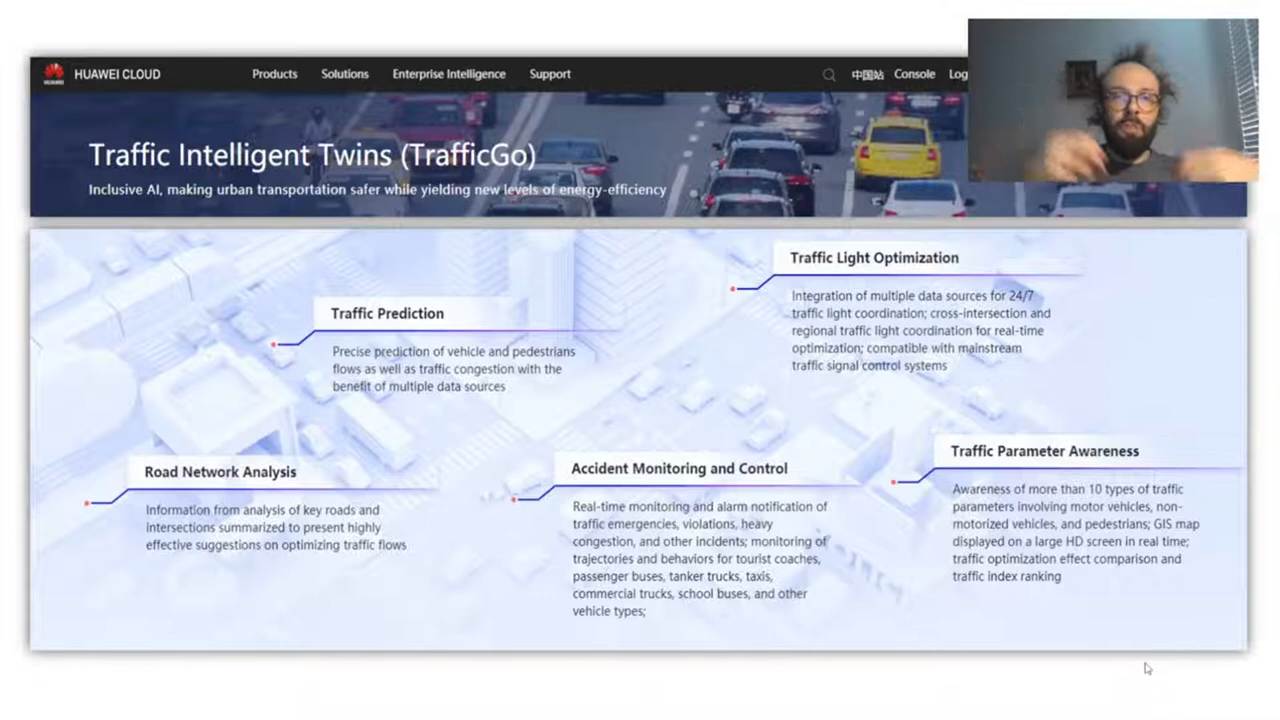 HUAWEI
HUAWEI CLOUD
Products
Solutions
Enterprise Intelligence
Support
中国站
Console
Log
Traffic Intelligent Twins (TrafficGo)
Inclusive AI, making urban transportation safer while yielding new levels of energy-efficiency
Traffic Light Optimization
Integration of multiple data sources for 24/7
traffic light coordination; cross-intersection and
regional traffic light coordination for real-time
optimization; compatible with mainstream
traffic signal control systems
Traffic Prediction
Precise prediction of vehicle and pedestrians
flows as well as traffic congestion with the
benefit of multiple data sources
Road Network Analysis
Information from analysis of key roads and
intersections summarized to present highly
effective suggestions on optimizing traffic flows
Accident Monitoring and Control
Real-time monitoring and alarm notification of
traffic emergencies, violations, heavy
congestion, and other incidents; monitoring of
trajectories and behaviors for tourist coaches,
passenger buses, tanker trucks, taxis,
commercial trucks, school buses, and other
vehicle types;
Traffic Parameter Awareness
Awareness of more than 10 types of traffic
parameters involving motor vehicles, non-
motorized vehicles, and pedestrians; GIS map
displayed on a large HD screen in real time;
traffic optimization effect comparison and
traffic index ranking